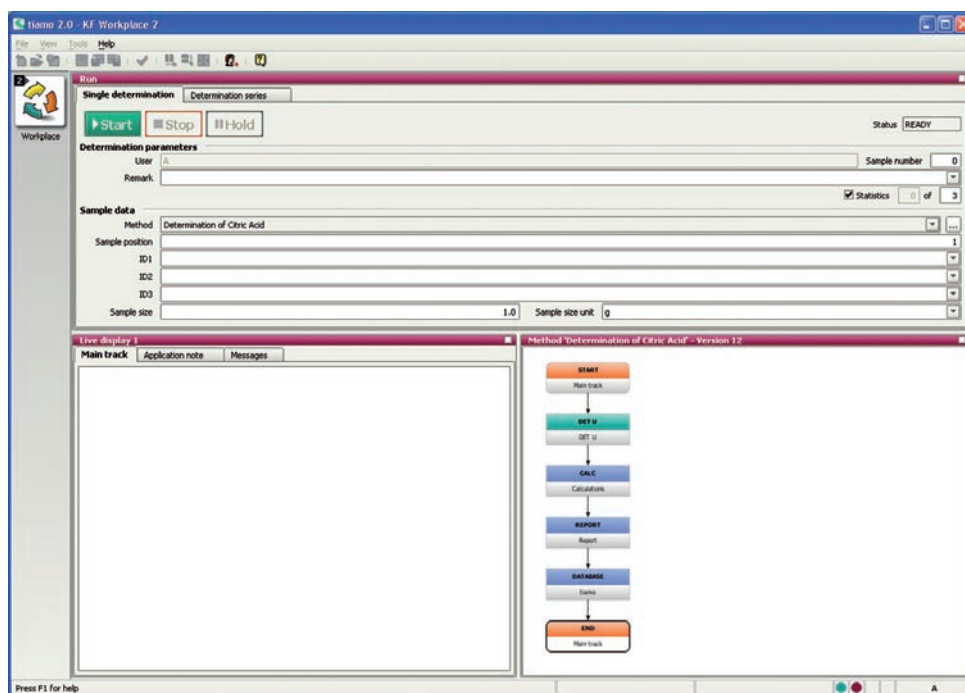 tiamo 2.0 - KF Workplace 2
File View Tools Help
2
Workplace
Run
Single determination Determination series
Start Stop Hold Status READY
Determination parameters
User A Sample number 0
Remark
Statistics 0 of 3
Sample data
Method Determination of Citric Acid ...
Sample position 1
ID1
ID2
ID3
Sample size 1.0 Sample size unit g
Live display 1
Main track Application note Messages
Method 'Determination of Citric Acid' - Version 12
START
Main track
DET U
DET U
CALC
Calculations
REPORT
Report
DATABASE
tiamo
END
Main track
Press F1 for help A